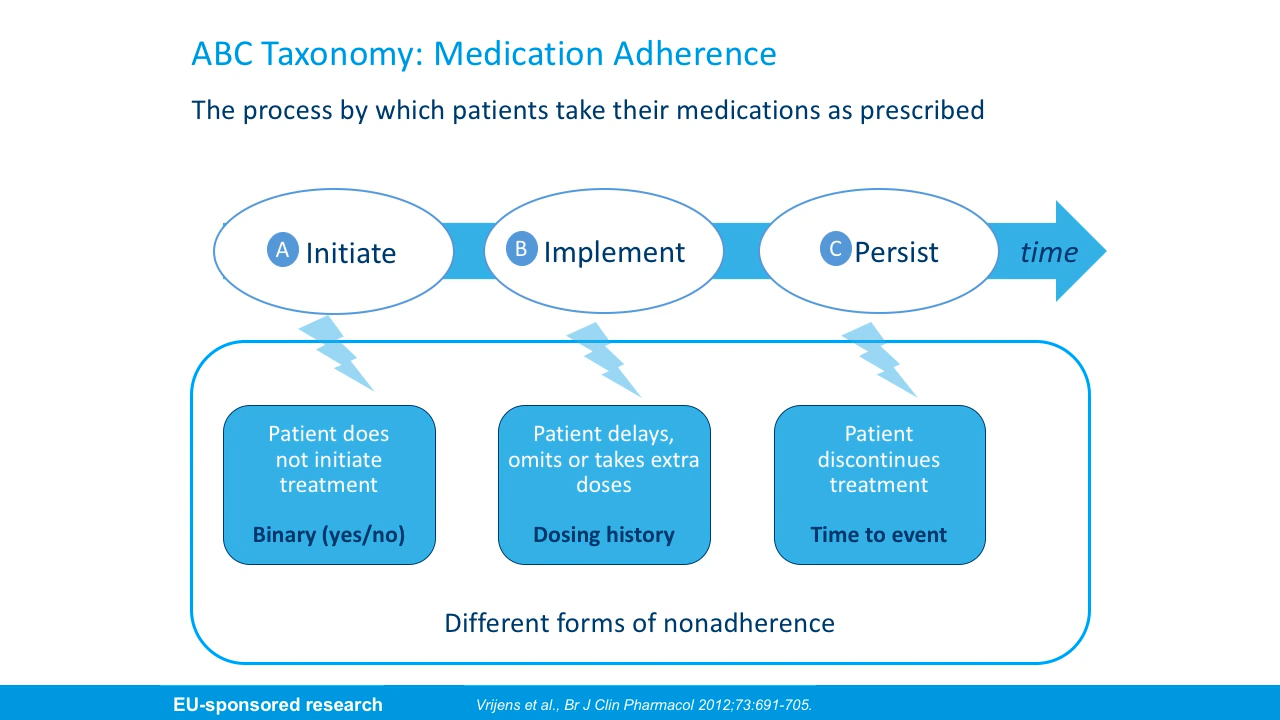 ABC Taxonomy: Medication Adherence
The process by which patients take their medications as prescribed
A Initiate
B Implement
C Persist
time
Patient does
not initiate
treatment
Binary (yes/no)
Patient delays,
omits or takes extra
doses
Dosing history
Patient
discontinues
treatment
Time to event
Different forms of nonadherence
EU-sponsored research
Vrijens et al., Br J Clin Pharmacol 2012;73:691-705.